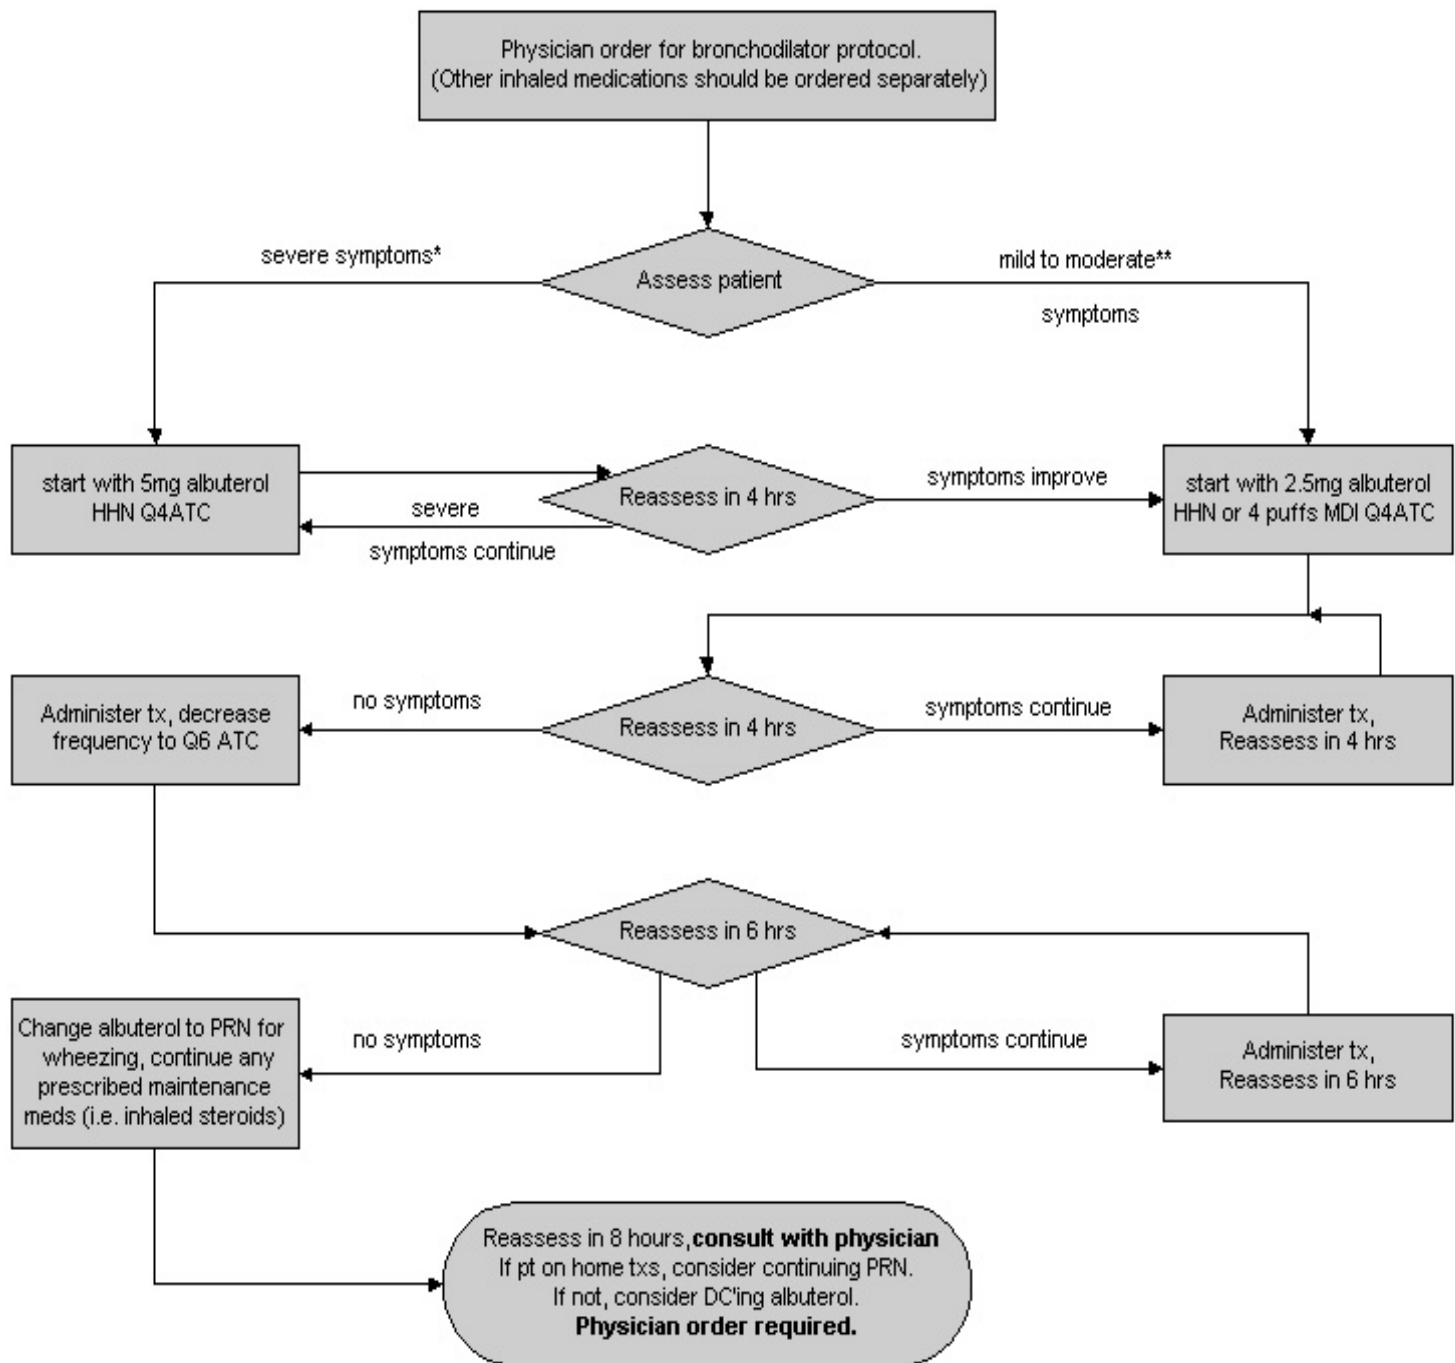 Physician order for bronchodilator protocol.
(Other inhaled medications should be ordered separately)
severe symptoms*
Assess patient
mild to moderate**
symptoms
start with 5mg albuterol
HHN Q4ATC
severe
symptoms continue
Reassess in 4 hrs
symptoms improve
start with 2.5mg albuterol
HHN or 4 puffs MDI Q4ATC
Administer tx, decrease
frequency to Q6 ATC
no symptoms
Reassess in 4 hrs
symptoms continue
Administer tx,
Reassess in 4 hrs
Reassess in 6 hrs
Change albuterol to PRN for
wheezing, continue any
prescribed maintenance
meds (i.e. inhaled steroids)
no symptoms
symptoms continue
Administer tx,
Reassess in 6 hrs
Reassess in 8 hours,consult with physician
If pt on home txs, consider continuing PRN.
If not, consider DC'ing albuterol.
Physician order required.